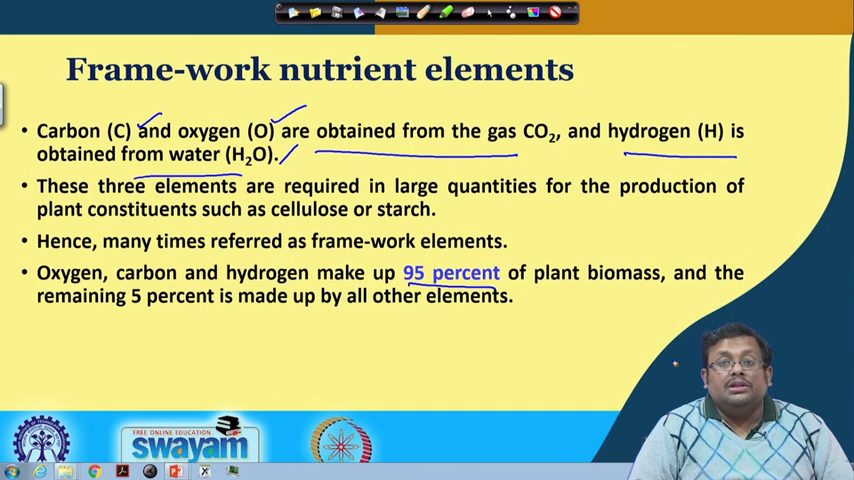 Frame-work nutrient elements
• Carbon (C) and oxygen (O) are obtained from the gas CO₂, and hydrogen (H) is
obtained from water (H₂O).
• These three elements are required in large quantities for the production of
plant constituents such as cellulose or starch.
• Hence, many times referred as frame-work elements.
• Oxygen, carbon and hydrogen make up 95 percent of plant biomass, and the
remaining 5 percent is made up by all other elements.
FREE ONLINE EDUCATION
swayam